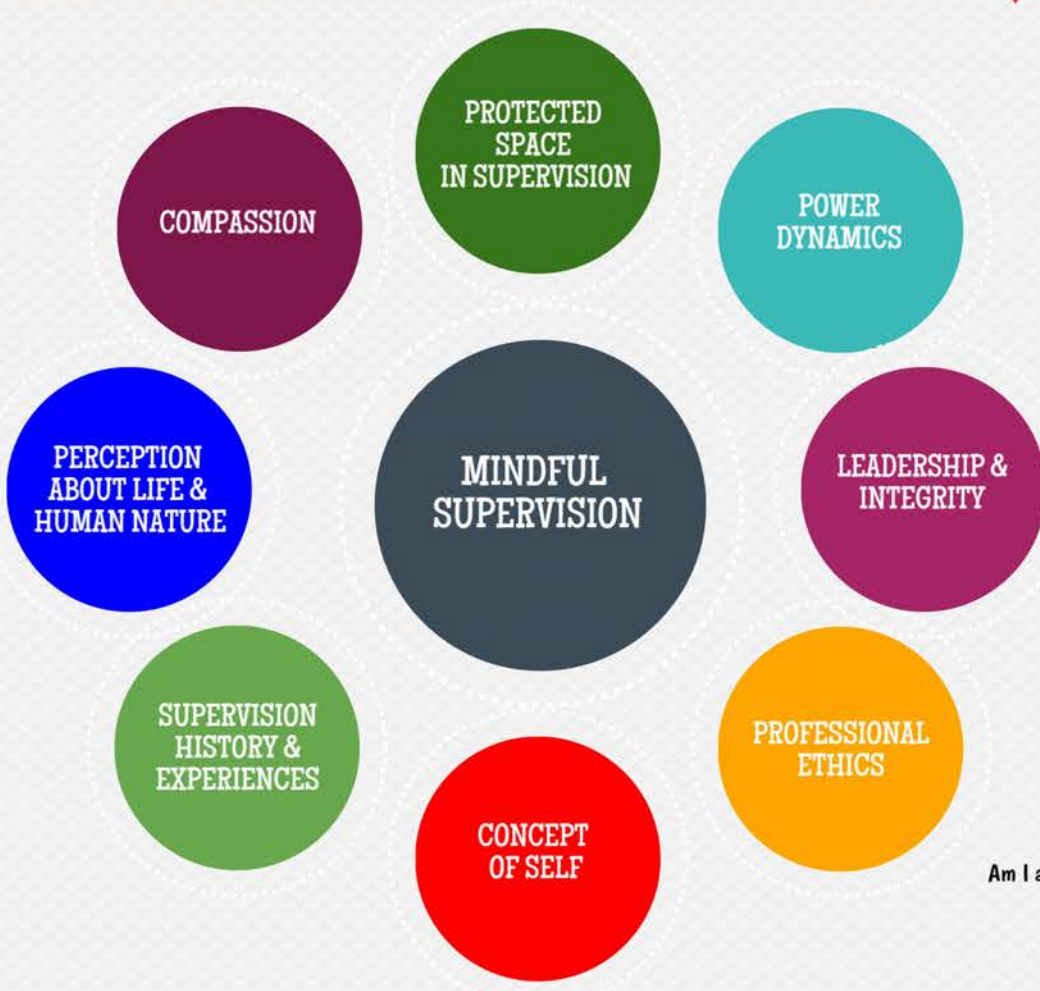 PROTECTED
SPACE
IN SUPERVISION
COMPASSION
POWER
DYNAMICS
PERCEPTION
ABOUT LIFE &
HUMAN NATURE
MINDFUL
SUPERVISION
LEADERSHIP &
INTEGRITY
SUPERVISION
HISTORY &
EXPERIENCES
PROFESSIONAL
ETHICS
CONCEPT
OF SELF
Am I a